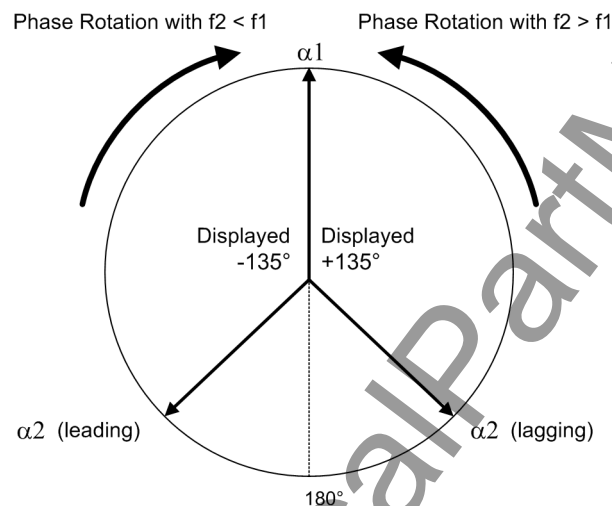 Phase Rotation with f2 < f1
Phase Rotation with f2 > f1
α1
Displayed
-135°
Displayed
+135°
α2 (leading)
α2 (lagging)
180°